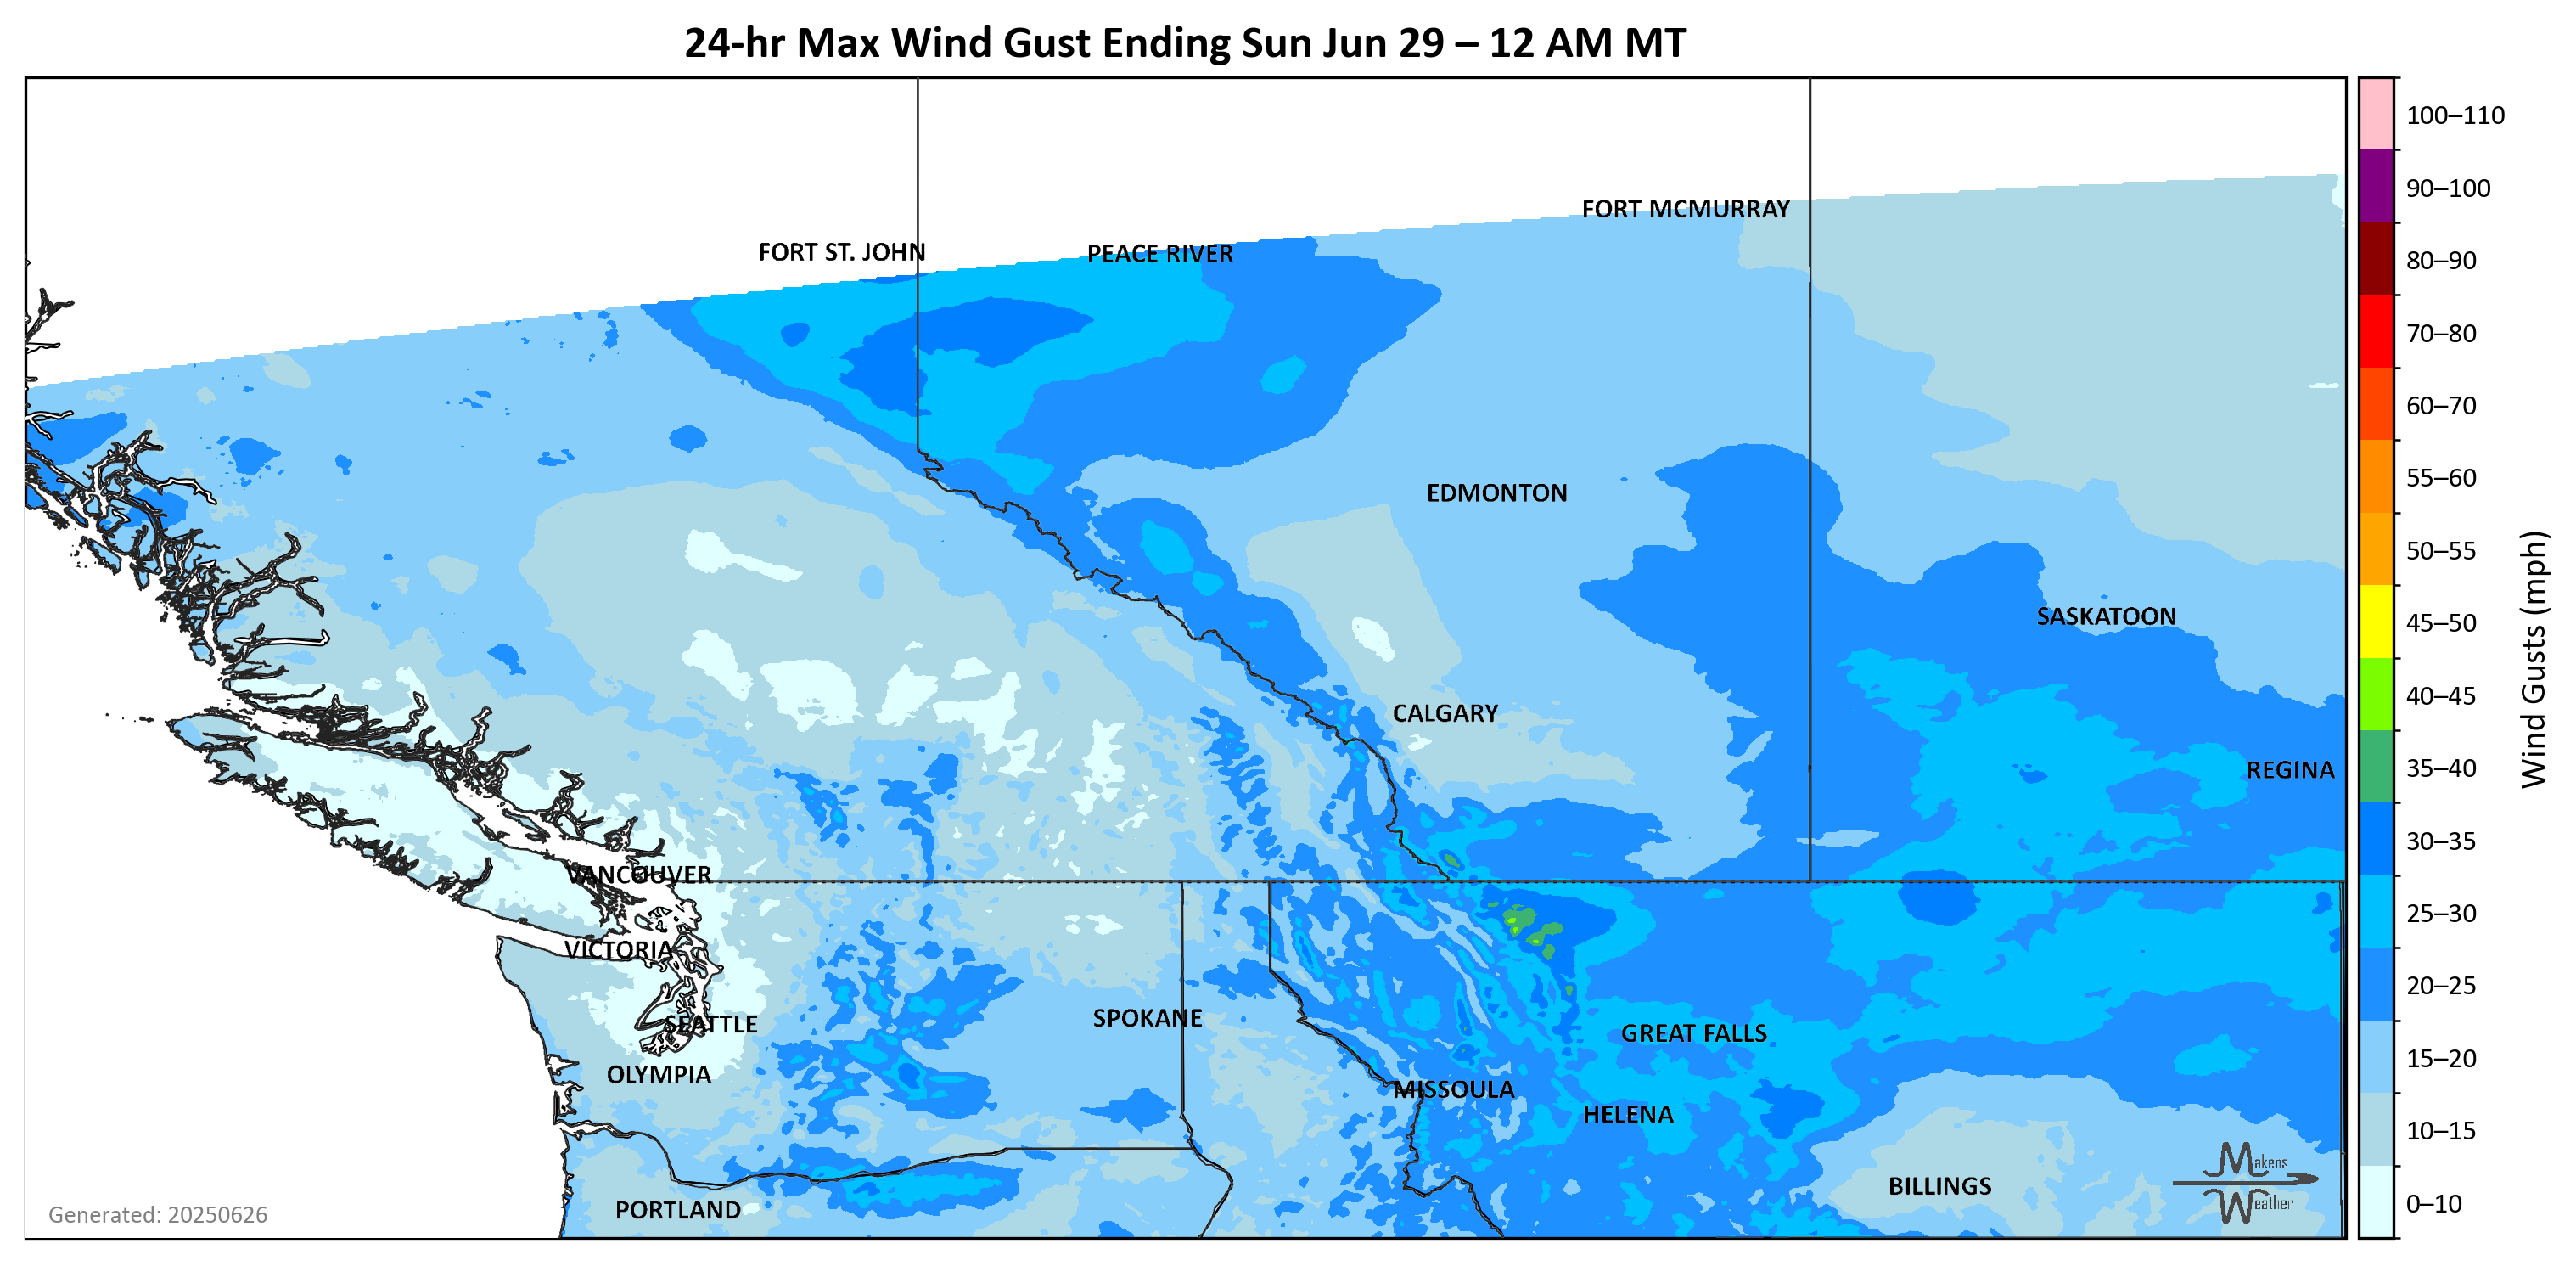 24-hr Max Wind Gust Ending Sun Jun 29 – 12 AM MT
100–110
90–100
80–90
70–80
60–70
55–60
50–55
45–50
40–45
35–40
30–35
25–30
20–25
15–20
10–15
0–10
Wind Gusts (mph)
FORT MCMURRAY
FORT ST. JOHN
PEACE RIVER
EDMONTON
SASKATOON
CALGARY
REGINA
VANCOUVER
VICTORIA
SPOKANE
SEATTLE
GREAT FALLS
OLYMPIA
MISSOULA
HELENA
BILLINGS
PORTLAND
Makens
Weather
Generated: 20250626